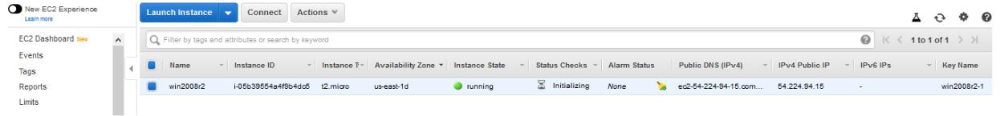 New EC2 Experience
Learn more
EC2 Dashboard New
Events
Tags
Reports
Limits
Launch Instance Connect Actions
Filter by tags and attributes or search by keyword
1 to 1 of 1
Name Instance ID Instance T Availability Zone Instance State Status Checks Alarm Status Public DNS (IPv4) IPv4 Public IP IPv6 IPs Key Name
win2008r2 i-05b39554a4f9b4dc5 t2.micro us-east-1d running Initializing None ec2-54-224-94-15.com... 54.224.94.15 - win2008r2-1